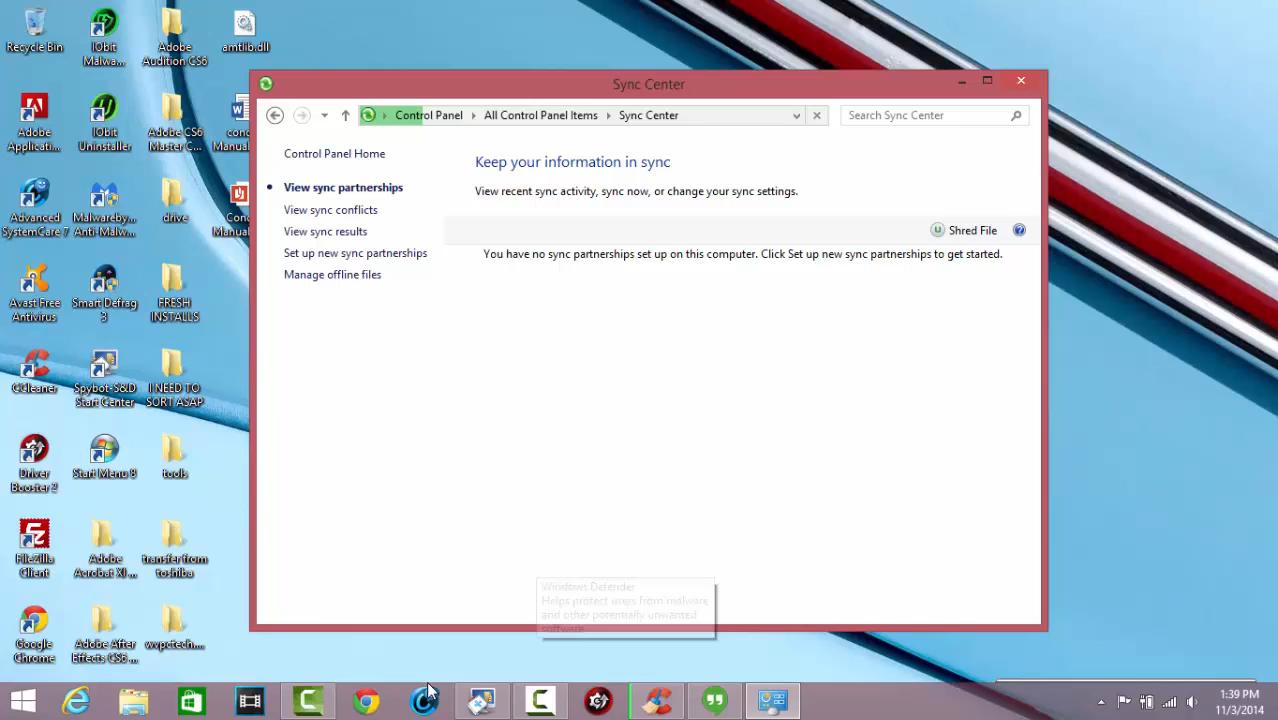 Recycle Bin
IObit
Malwa...
Adobe
Audition CS6
amtlib.dll
Adobe
Applicati...
IObit
Uninstaller
Adobe CS6
Master C...
Manual
Advanced
SystemCare 7
Malwareby...
Anti-Malw...
drive
Manual
Avast Free
Antivirus
Smart Defrag
3
FRESH
INSTALLS
CCleaner
Spybot-S&D
Start Center
I NEED TO
SORT ASAP
Driver
Booster 2
Start Menu 8
tools
FileZilla
Client
Adobe
Acrobat XI ...
transfer from
toshiba
Google
Chrome
Adobe After
Effects CS6 ...
wvpctech....
Sync Center
Control Panel
All Control Panel Items
Sync Center
Search Sync Center
Control Panel Home
View sync partnerships
View sync conflicts
View sync results
Set up new sync partnerships
Manage offline files
Keep your information in sync
View recent sync activity, sync now, or change your sync settings.
Shred File
You have no sync partnerships set up on this computer. Click Set up new sync partnerships to get started.
Windows Defender
Helps protect users from malware
and other potentially unwanted
software.
1:39 PM
11/3/2014